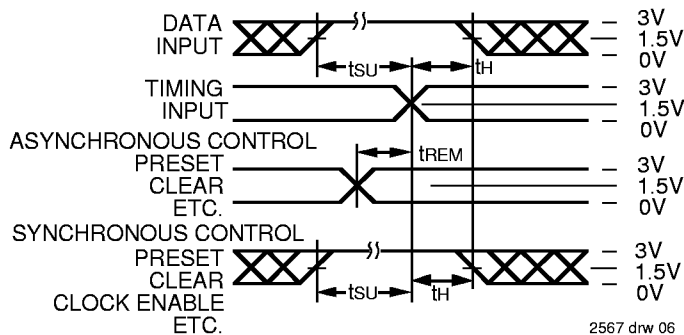 DATA
INPUT
3V
1.5V
0V
tSU
tH
TIMING
INPUT
3V
1.5V
0V
ASYNCHRONOUS CONTROL
PRESET
CLEAR
ETC.
tREM
3V
1.5V
0V
SYNCHRONOUS CONTROL
PRESET
CLEAR
CLOCK ENABLE
ETC.
3V
1.5V
0V
tSU
tH
2567 drw 06